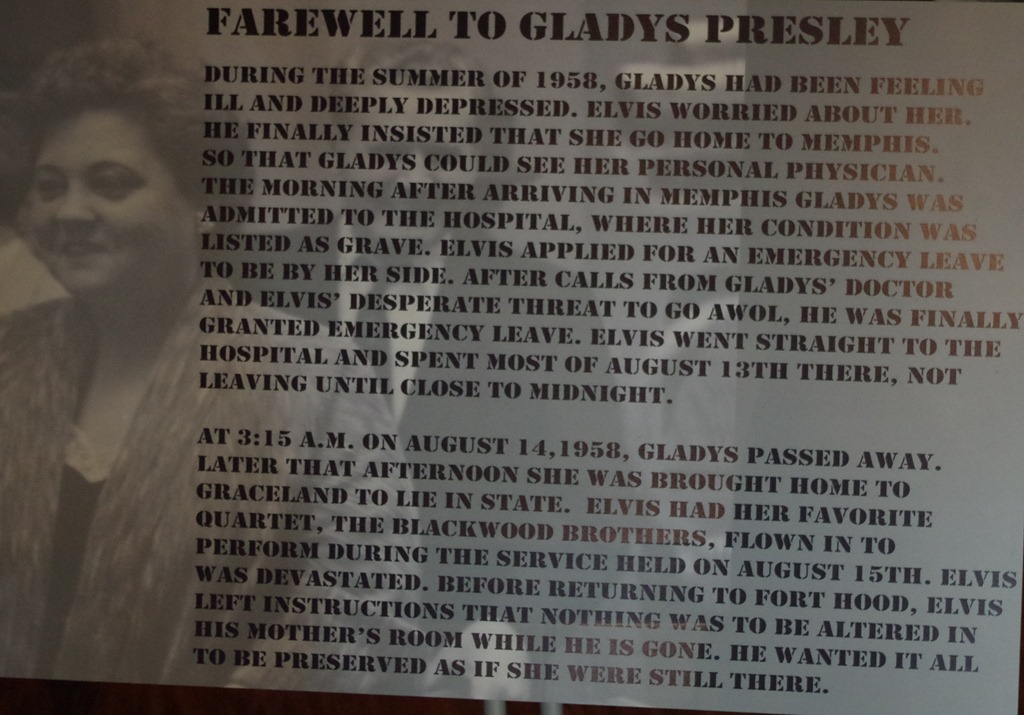 FAREWELL TO GLADYS PRESLEY
DURING THE SUMMER OF 1958, GLADYS HAD BEEN FEELING
ILL AND DEEPLY DEPRESSED. ELVIS WORRIED ABOUT HER.
HE FINALLY INSISTED THAT SHE GO HOME TO MEMPHIS.
SO THAT GLADYS COULD SEE HER PERSONAL PHYSICIAN.
THE MORNING AFTER ARRIVING IN MEMPHIS GLADYS WAS
ADMITTED TO THE HOSPITAL, WHERE HER CONDITION WAS
LISTED AS GRAVE. ELVIS APPLIED FOR AN EMERGENCY LEAVE
TO BE BY HER SIDE. AFTER CALLS FROM GLADYS' DOCTOR
AND ELVIS' DESPERATE THREAT TO GO AWOL, HE WAS FINALLY
GRANTED EMERGENCY LEAVE. ELVIS WENT STRAIGHT TO THE
HOSPITAL AND SPENT MOST OF AUGUST 13TH THERE, NOT
LEAVING UNTIL CLOSE TO MIDNIGHT.
AT 3:15 A.M. ON AUGUST 14,1958, GLADYS PASSED AWAY.
LATER THAT AFTERNOON SHE WAS BROUGHT HOME TO
GRACELAND TO LIE IN STATE. ELVIS HAD HER FAVORITE
QUARTET, THE BLACKWOOD BROTHERS, FLOWN IN TO
PERFORM DURING THE SERVICE HELD ON AUGUST 15TH. ELVIS
WAS DEVASTATED. BEFORE RETURNING TO FORT HOOD, ELVIS
LEFT INSTRUCTIONS THAT NOTHING WAS TO BE ALTERED IN
HIS MOTHER'S ROOM WHILE HE IS GONE. HE WANTED IT ALL
TO BE PRESERVED AS IF SHE WERE STILL THERE.